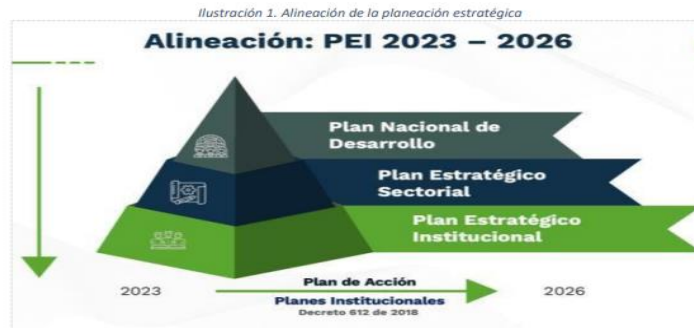 Ilustración 1. Alineación de la planeación estratégica
Alineación: PEI 2023 – 2026
Plan Nacional de
Desarrollo
Plan Estratégico
Sectorial
Plan Estratégico
Institucional
2023
Plan de Acción
Planes Institucionales
Decreto 612 de 2018
2026